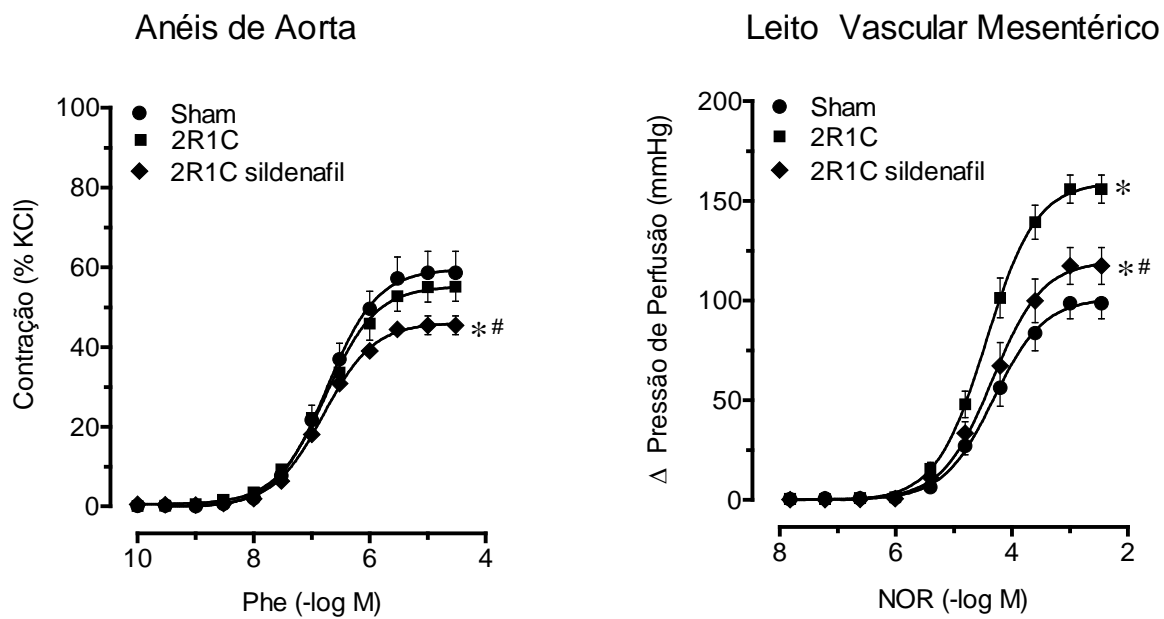 Anéis de Aorta
100
80
60
40
20
0
Contração (% KCl)
Sham
2R1C
2R1C sildenafil
*#
10
8
6
4
Phe (-log M)
Leito Vascular Mesentérico
200
150
100
50
0
Δ Pressão de Perfusão (mmHg)
Sham
2R1C
2R1C sildenafil
*
*#
8
6
4
2
NOR (-log M)